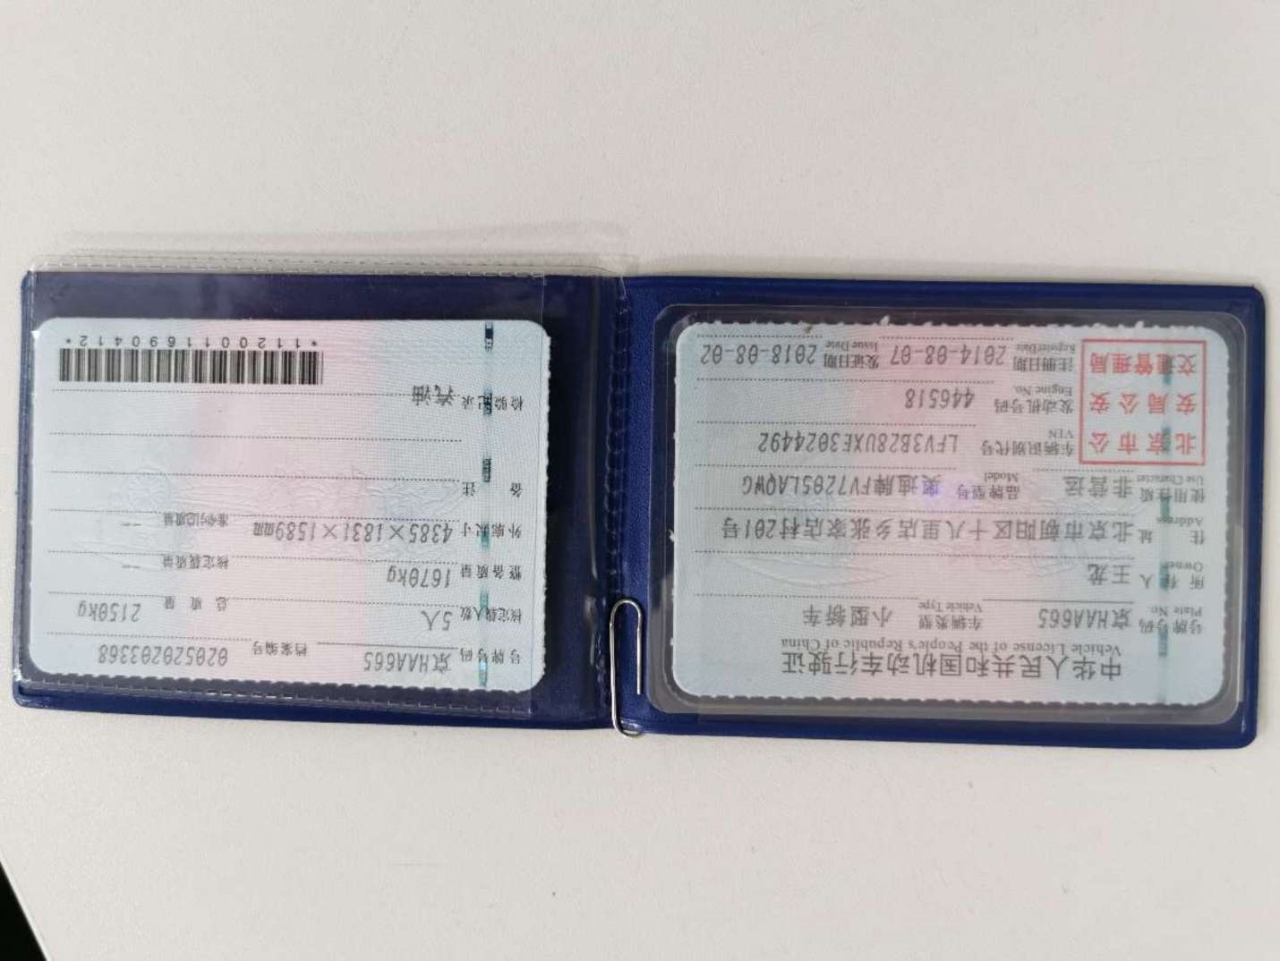 中华人民共和国机动车行驶证
Vehicle License of the People's Republic of China
号牌号码 京HAA665 车辆类型 小型轿车
Plate No. Vehicle Type
所有人 王龙
Owner
住址 北京市朝阳区十八里店乡张家店村201号
Address
使用性质 非营运 品牌型号 奥迪牌FV7205LAQWG
Use Character Model
北京市公
安局公安
交通管理局
车辆识别代号 LFV3B28UXE3024492
VIN
发动机号码 446518
Engine No.
注册日期 2014-08-07 发证日期 2018-08-02
Register Date Issue Date
号牌号码 京HAA665 档案编号 020520203368
核定载人数 5人 总质量 2150kg
整备质量 1670kg 核定载质量 --
外廓尺寸 4385×1831×1589mm 准牵引总质量 --
备注
检验记录 汽油
*1120011690412*